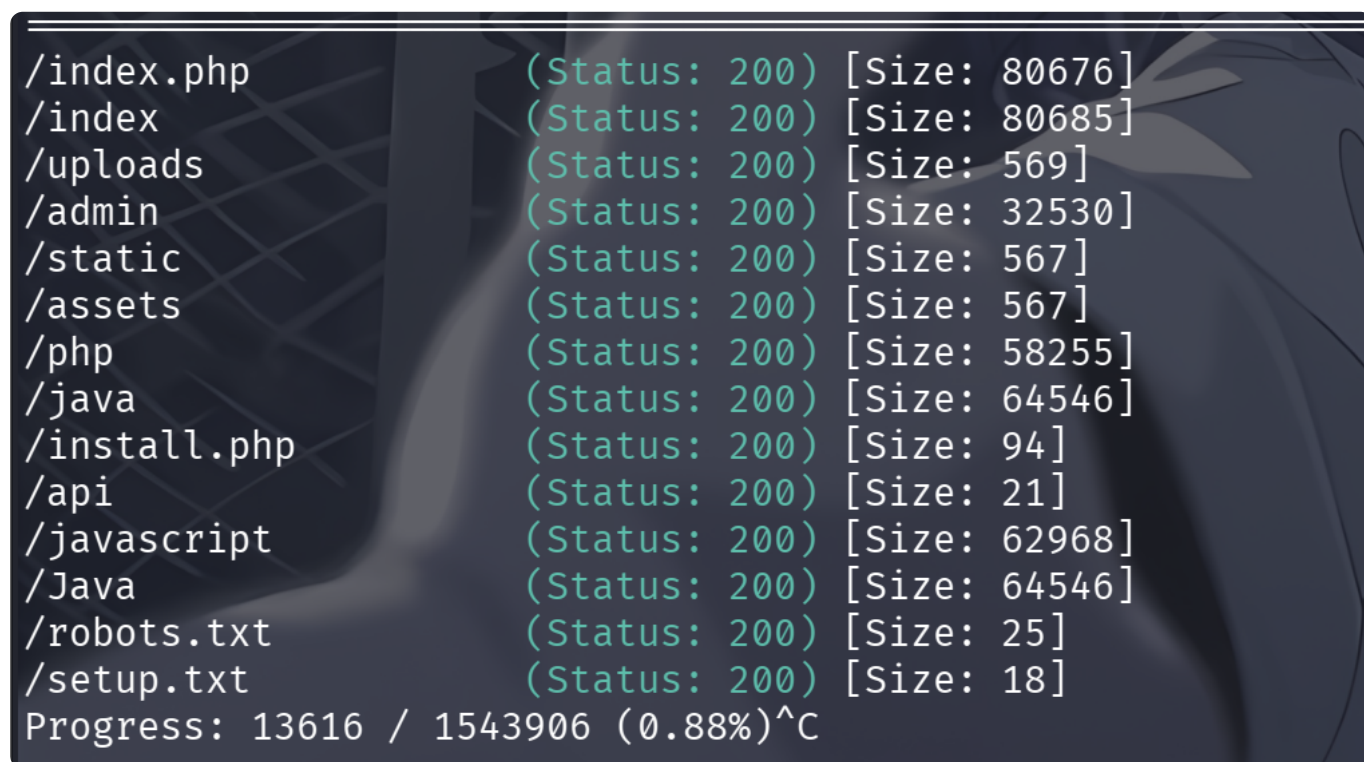 /index.php (Status: 200) [Size: 80676]
/index (Status: 200) [Size: 80685]
/uploads (Status: 200) [Size: 569]
/admin (Status: 200) [Size: 32530]
/static (Status: 200) [Size: 567]
/assets (Status: 200) [Size: 567]
/php (Status: 200) [Size: 58255]
/java (Status: 200) [Size: 64546]
/install.php (Status: 200) [Size: 94]
/api (Status: 200) [Size: 21]
/javascript (Status: 200) [Size: 62968]
/Java (Status: 200) [Size: 64546]
/robots.txt (Status: 200) [Size: 25]
/setup.txt (Status: 200) [Size: 18]
Progress: 13616 / 1543906 (0.88%)^C